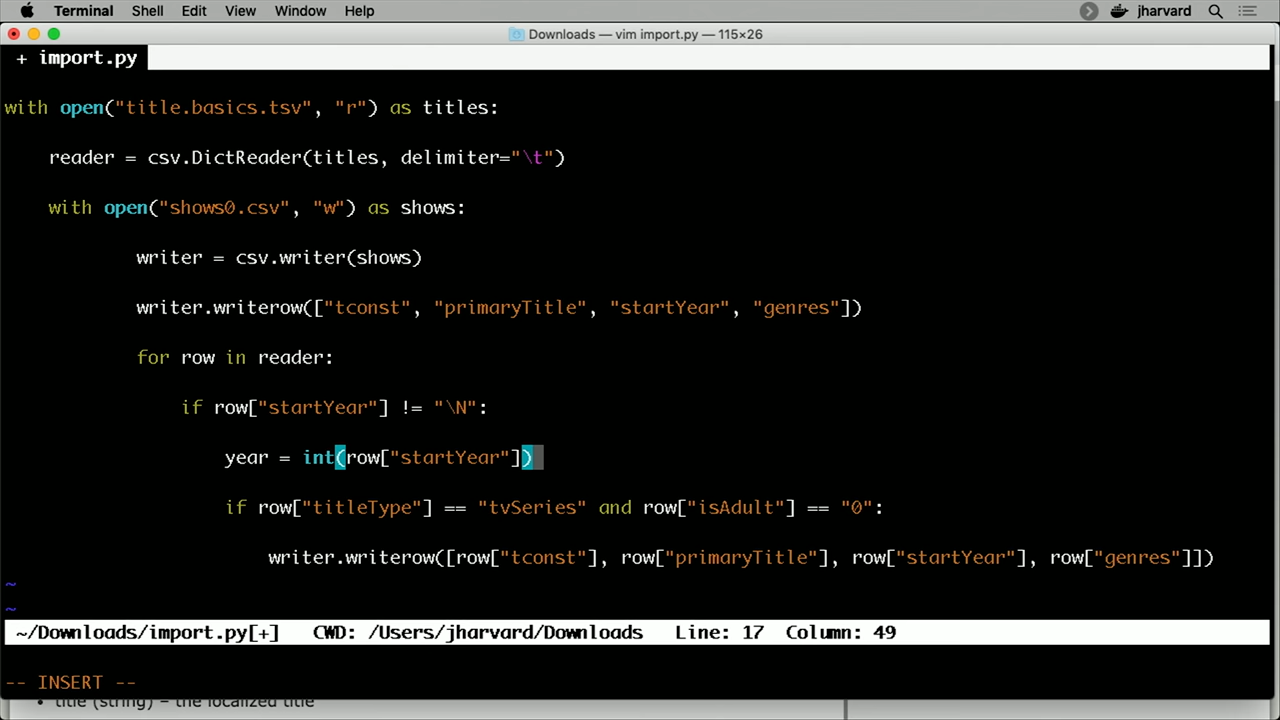 Terminal Shell Edit View Window Help jharvard
Downloads — vim import.py — 115×26
+ import.py
with open("title.basics.tsv", "r") as titles:
reader = csv.DictReader(titles, delimiter="\t")
with open("shows0.csv", "w") as shows:
writer = csv.writer(shows)
writer.writerow(["tconst", "primaryTitle", "startYear", "genres"])
for row in reader:
if row["startYear"] != "\N":
year = int(row["startYear"])
if row["titleType"] == "tvSeries" and row["isAdult"] == "0":
writer.writerow([row["tconst"], row["primaryTitle"], row["startYear"], row["genres"]])
~
~
~/Downloads/import.py[+] CWD: /Users/jharvard/Downloads Line: 17 Column: 49
-- INSERT --
• title (string) – the localized title